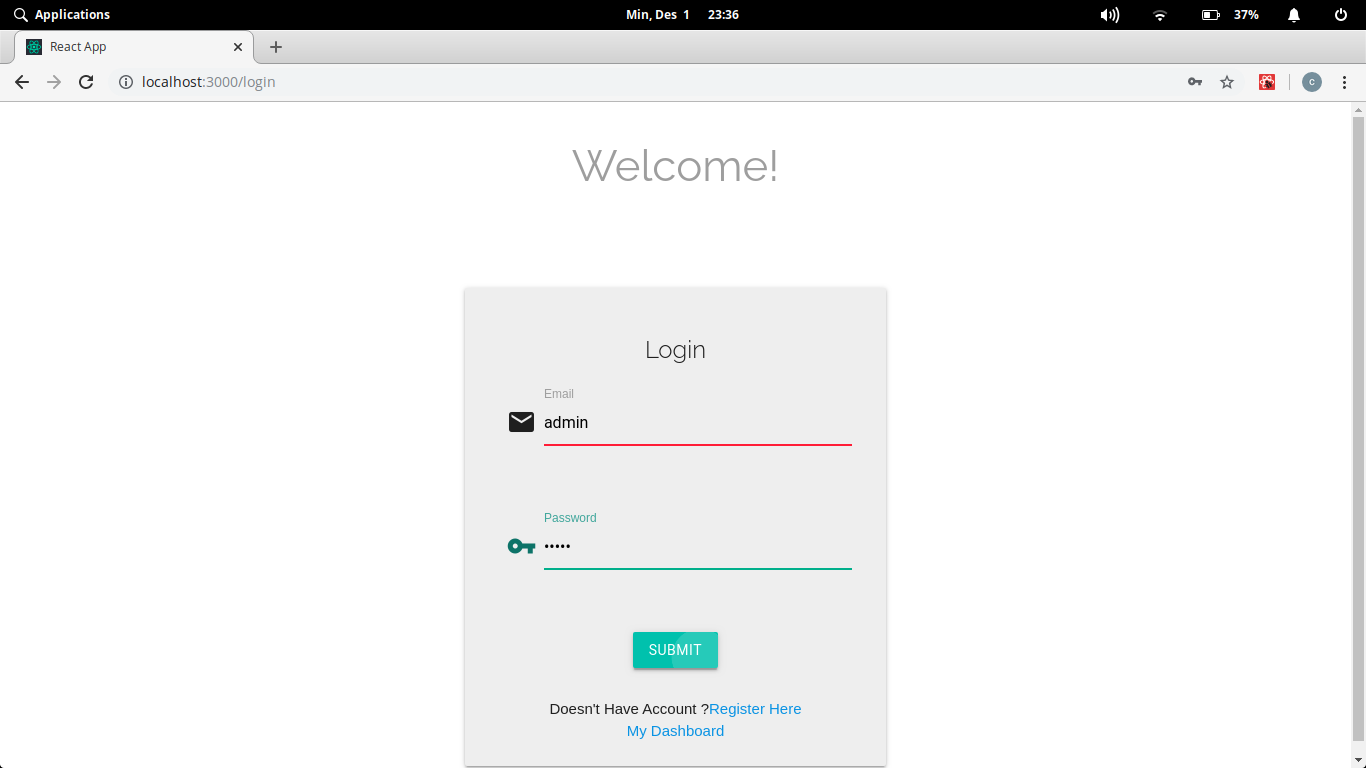 Applications Min, Des 1 23:36 37%
React App
localhost:3000/login c
Welcome!
Login
Email
admin
Password
•••••
SUBMIT
Doesn't Have Account ?Register Here
My Dashboard